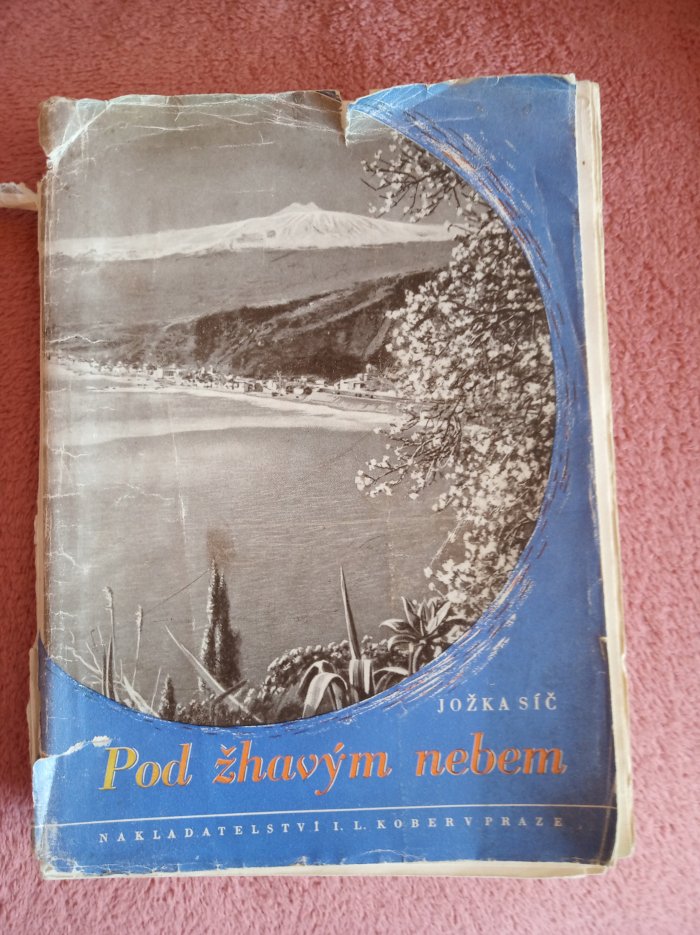 JOŽKA SÍČ
Pod žhavým nebem
NAKLADATELSTVÍ I. L. KOBER V PRAZE